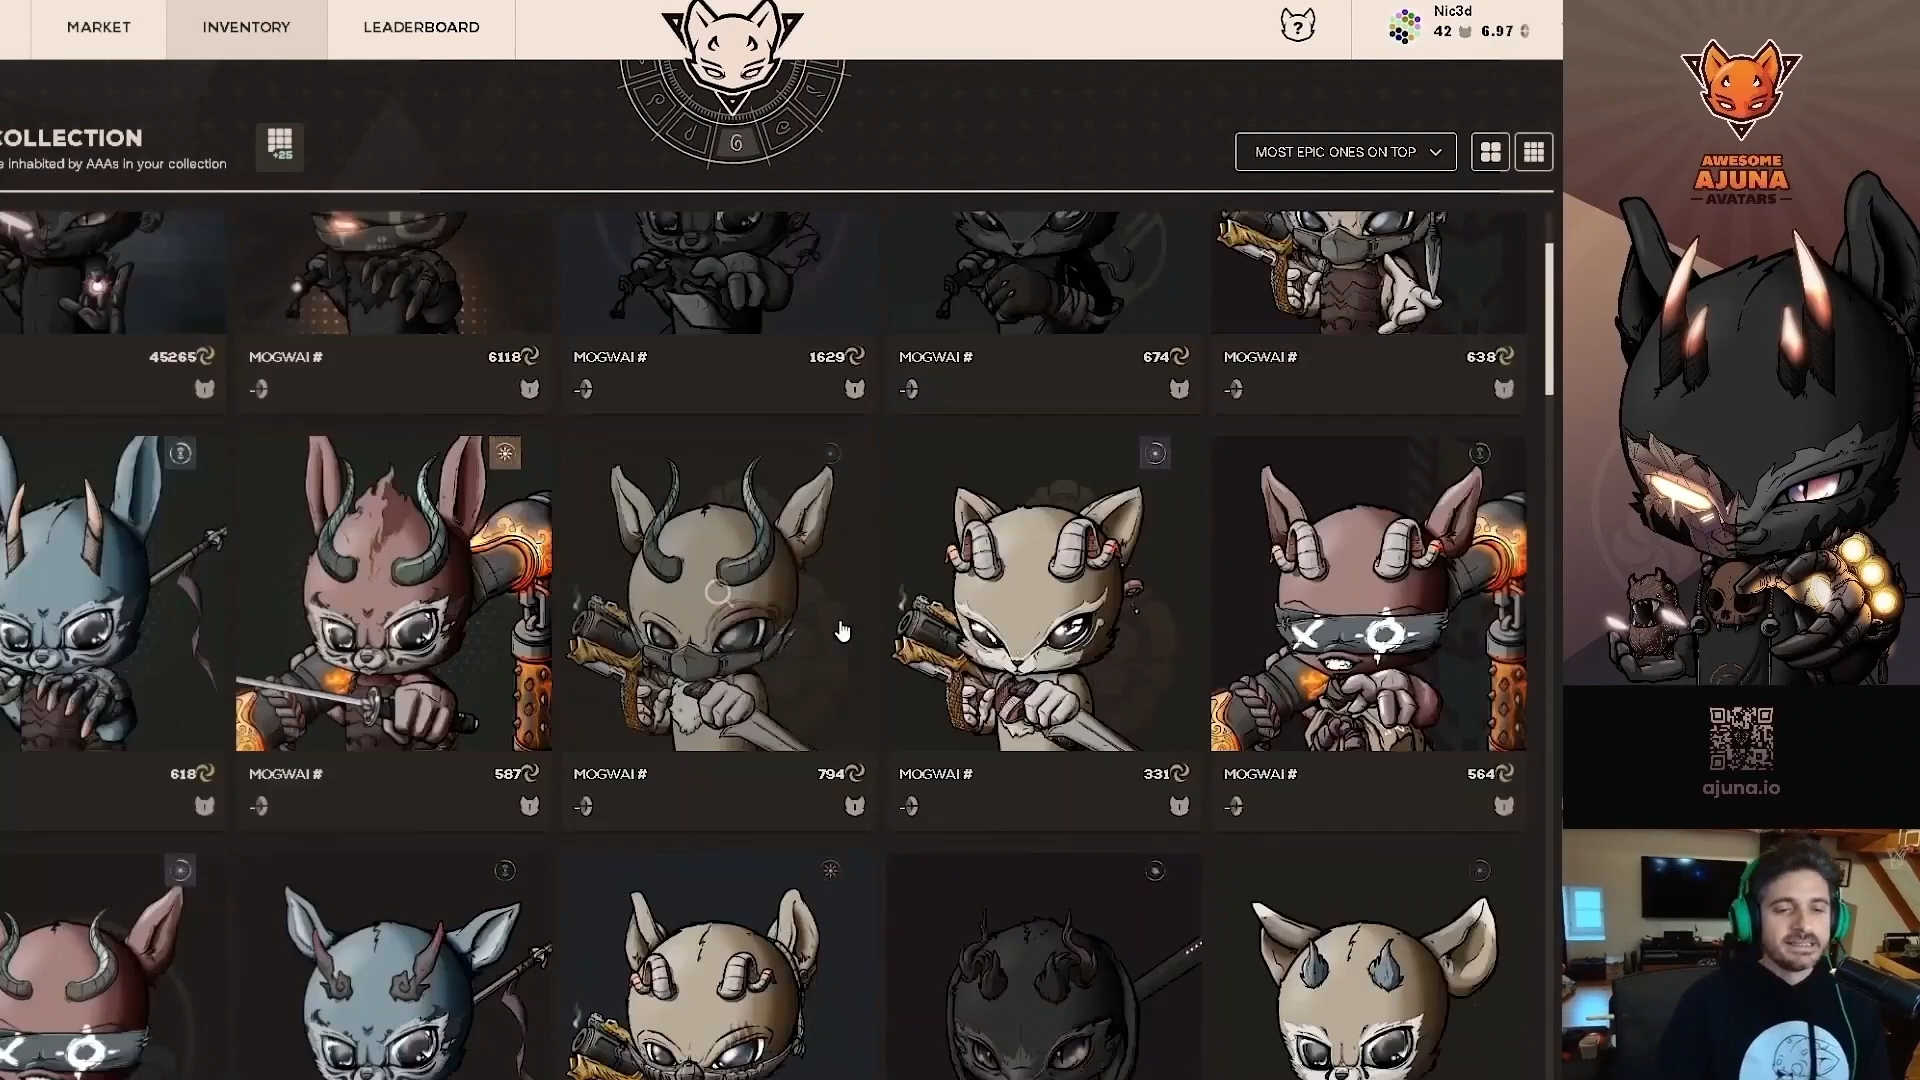 MARKET
INVENTORY
LEADERBOARD
?
Nic3d
42 6.97
COLLECTION
e inhabited by AAAs in your collection
+25
MOST EPIC ONES ON TOP
AWESOME
AJUNA
AVATARS
45265
MOGWAI # 6118
MOGWAI # 1629
MOGWAI # 674
MOGWAI # 638
618
MOGWAI # 587
MOGWAI # 794
MOGWAI # 331
MOGWAI # 564
ajuna.io